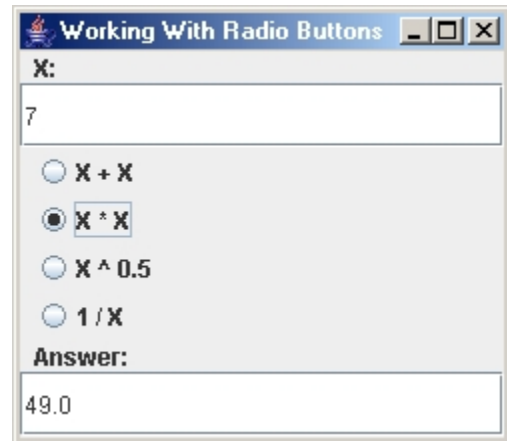 Working With Radio Buttons
X:
7
X + X
X * X
X ^ 0.5
1 / X
Answer:
49.0